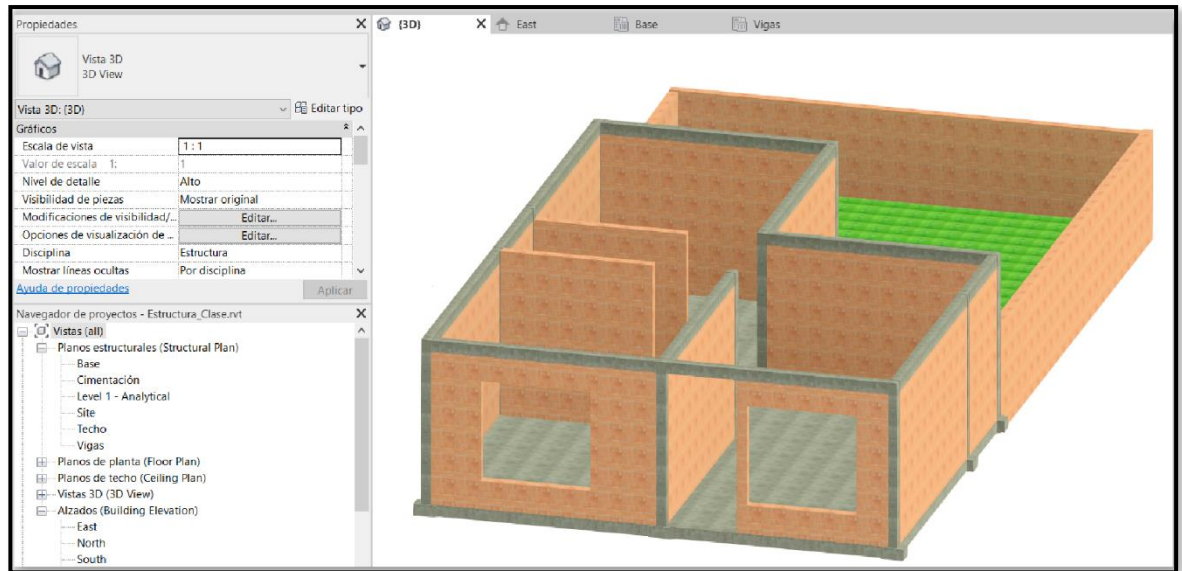 Propiedades
Vista 3D
3D View
Vista 3D: {3D}
Editar tipo
Gráficos
Escala de vista 1 : 1
Valor de escala 1: 1
Nivel de detalle Alto
Visibilidad de piezas Mostrar original
Modificaciones de visibilidad/... Editar...
Opciones de visualización de ... Editar...
Disciplina Estructura
Mostrar líneas ocultas Por disciplina
Ayuda de propiedades Aplicar
Navegador de proyectos - Estructura_Clase.rvt
Vistas (all)
Planos estructurales (Structural Plan)
Base
Cimentación
Level 1 - Analytical
Site
Techo
Vigas
Planos de planta (Floor Plan)
Planos de techo (Ceiling Plan)
Vistas 3D (3D View)
Alzados (Building Elevation)
East
North
South
{3D} East Base Vigas